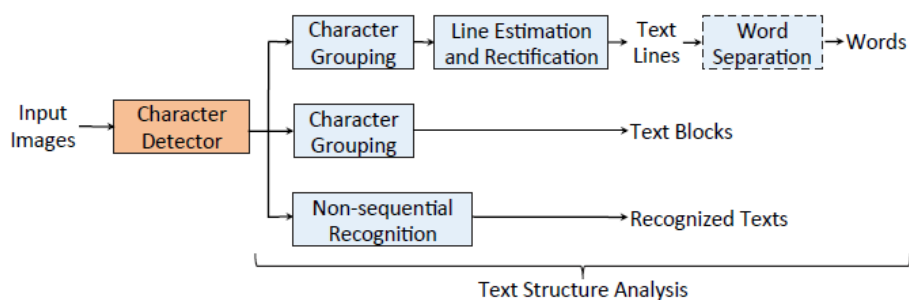 Input
Images
Character
Detector
Character
Grouping
Line Estimation
and Rectification
Text
Lines
Word
Separation
Words
Character
Grouping
Text Blocks
Non-sequential
Recognition
Recognized Texts
Text Structure Analysis